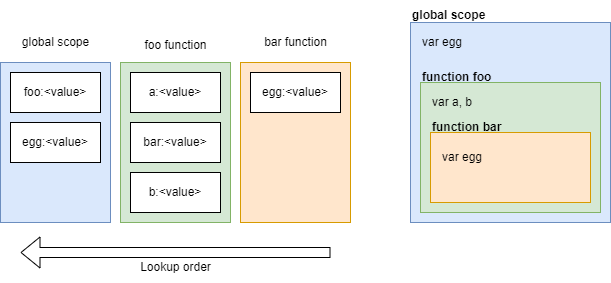 global scope
foo:<value>
egg:<value>
foo function
a:<value>
bar:<value>
b:<value>
bar function
egg:<value>
Lookup order
global scope
var egg
function foo
var a, b
function bar
var egg